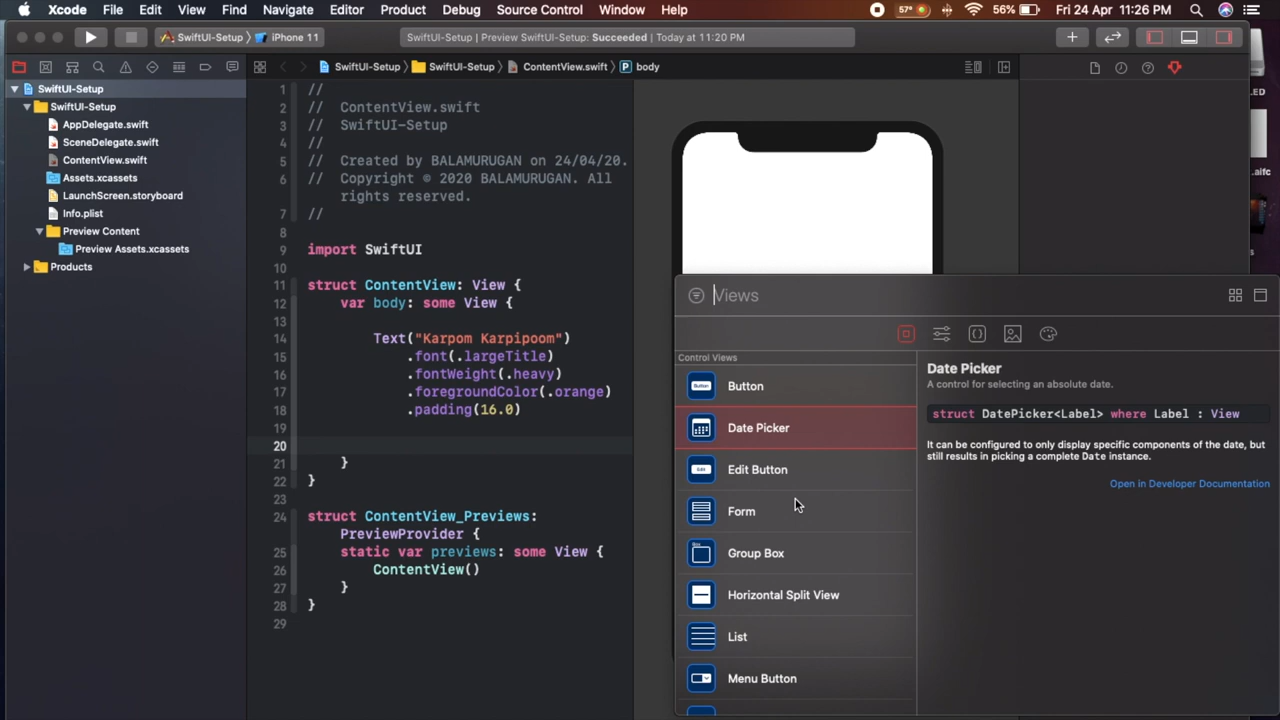 Xcode File Edit View Find Navigate Editor Product Debug Source Control Window Help 57° 56% Fri 24 Apr 11:26 PM
SwiftUI-Setup iPhone 11 SwiftUI-Setup | Preview SwiftUI-Setup: Succeeded | Today at 11:20 PM
SwiftUI-Setup SwiftUI-Setup ContentView.swift P body
SwiftUI-Setup
SwiftUI-Setup
AppDelegate.swift
SceneDelegate.swift
ContentView.swift
Assets.xcassets
LaunchScreen.storyboard
Info.plist
Preview Content
Preview Assets.xcassets
Products
1 //
2 // ContentView.swift
3 // SwiftUI-Setup
4 //
5 // Created by BALAMURUGAN on 24/04/20.
6 // Copyright © 2020 BALAMURUGAN. All
rights reserved.
7 //
8
9 import SwiftUI
10
11 struct ContentView: View {
12 var body: some View {
13
14 Text("Karpom Karpipoom")
15 .font(.largeTitle)
16 .fontWeight(.heavy)
17 .foregroundColor(.orange)
18 .padding(16.0)
19
20
21 }
22 }
23
24 struct ContentView_Previews:
PreviewProvider {
25 static var previews: some View {
26 ContentView()
27 }
28 }
29
Views
Control Views
Button
Button
Date Picker
Edit Button
Form
Box
Group Box
Horizontal Split View
List
Menu Button
Date Picker
A control for selecting an absolute date.
struct DatePicker<Label> where Label : View
It can be configured to only display specific components of the date, but
still results in picking a complete Date instance.
Open in Developer Documentation
LED
.aifc